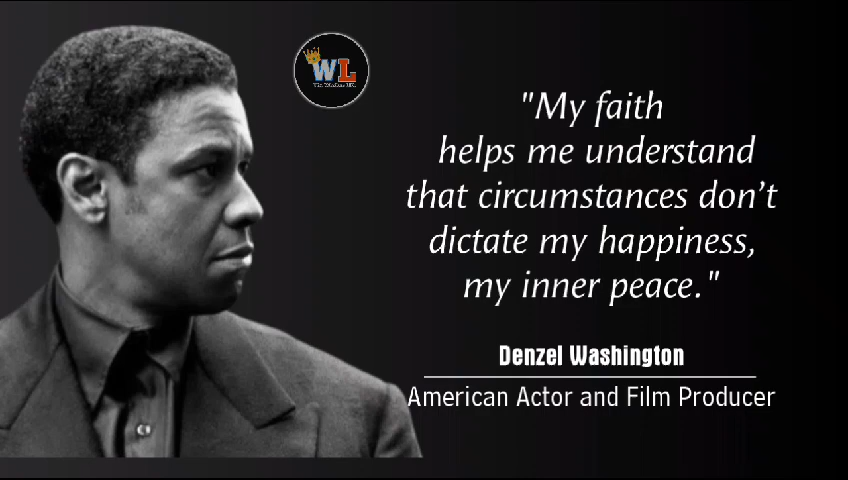 WL
"My faith
helps me understand
that circumstances don’t
dictate my happiness,
my inner peace."
Denzel Washington
American Actor and Film Producer